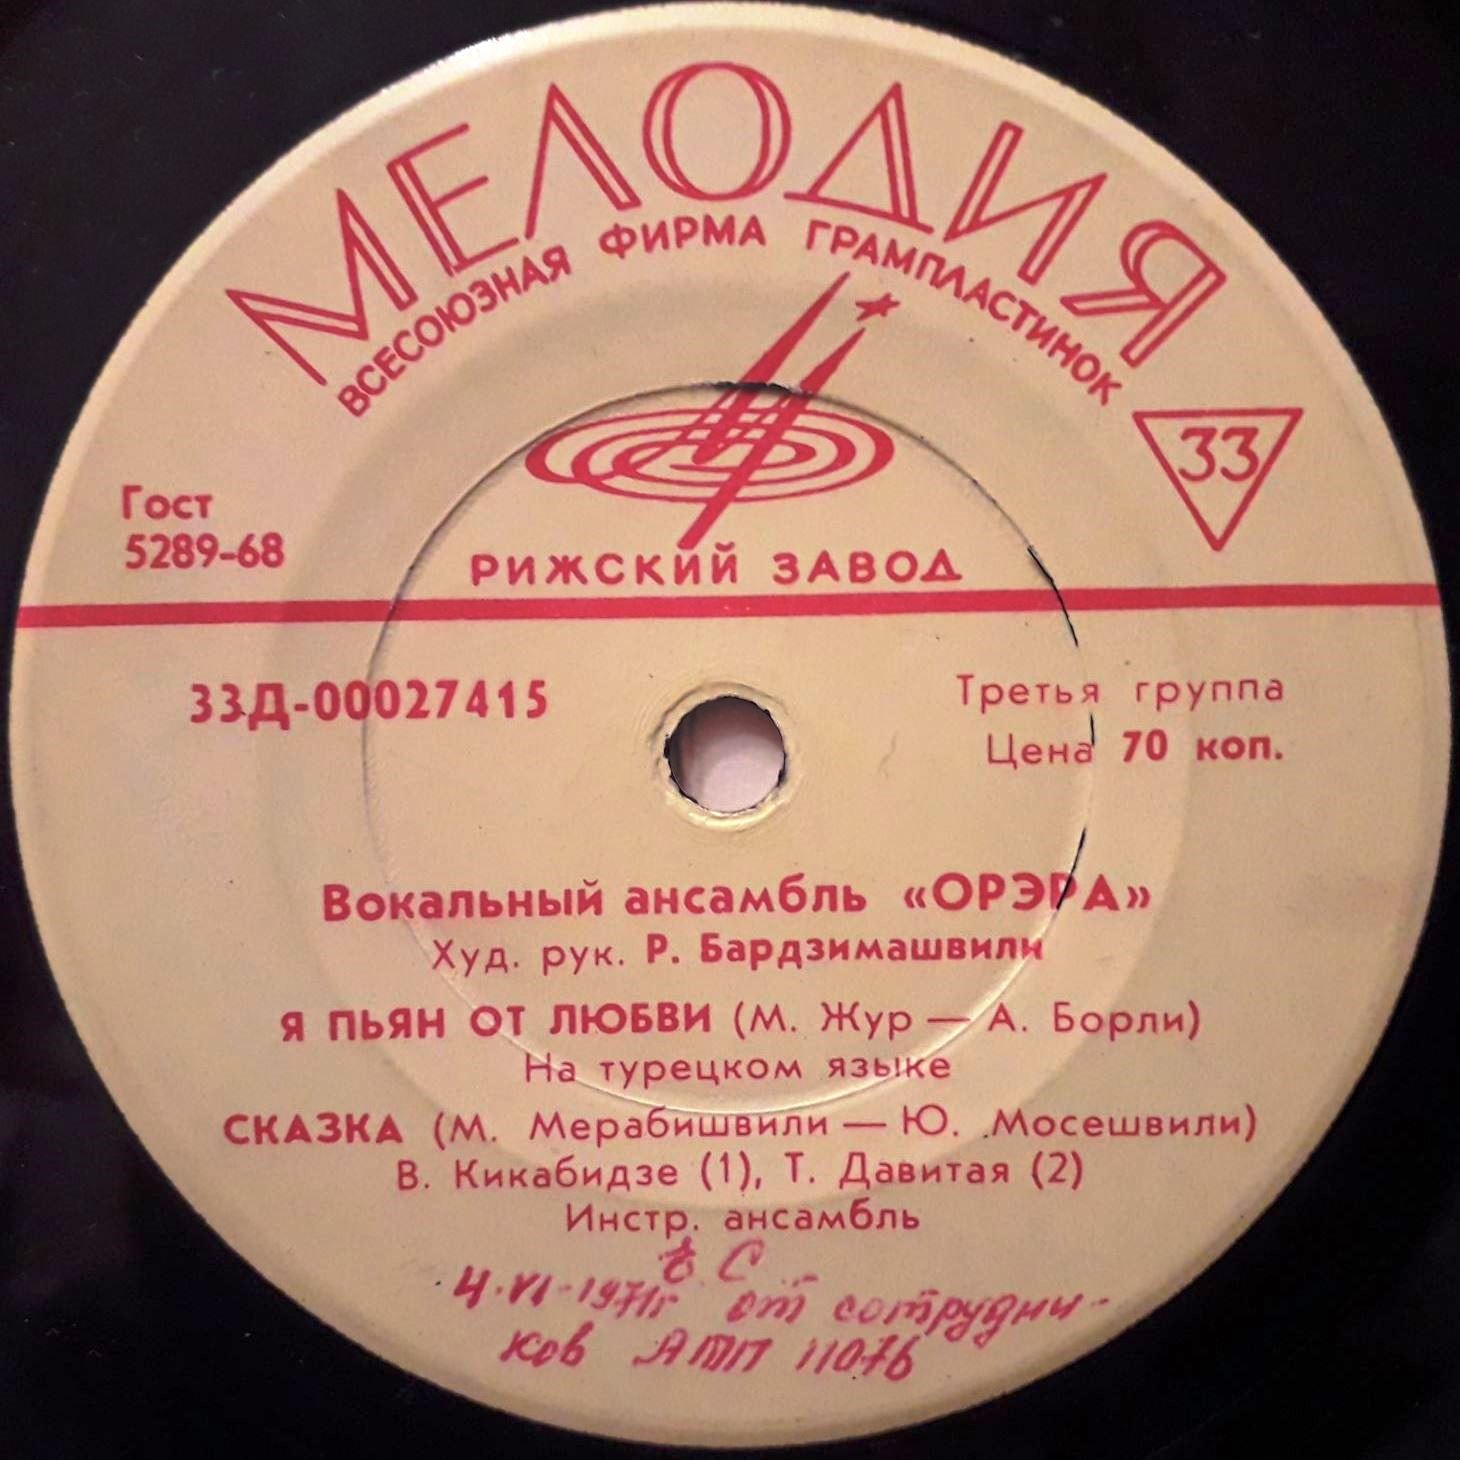 МЕЛОДИЯ
ВСЕСОЮЗНАЯ ФИРМА ГРАМПЛАСТИНОК
33
Гост
5289-68
РИЖСКИЙ ЗАВОД
33Д-00027415
Третья группа
Цена 70 коп.
Вокальный ансамбль «ОРЭРА»
Худ. рук. Р. Бардзимашвили
Я ПЬЯН ОТ ЛЮБВИ (М. Жур — А. Борли)
На турецком языке
СКАЗКА (М. Мерабишвили — Ю. Мосешвили)
В. Кикабидзе (1), Т. Давитая (2)
Инстр. ансамбль
4.VI-1971г от сотрудни-
ков АТП